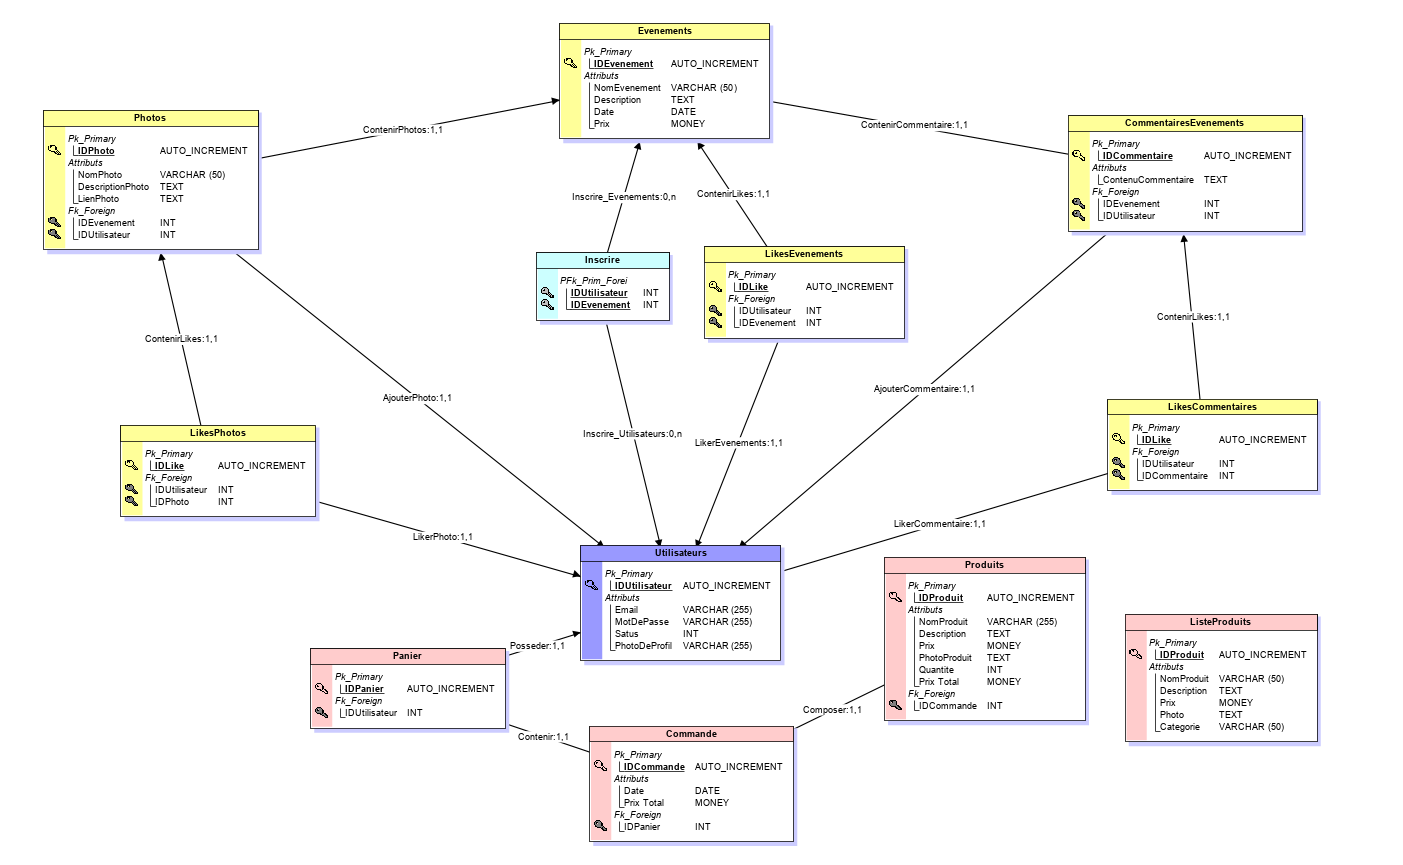 Evenements
Pk_Primary
IDEvenement AUTO_INCREMENT
Attributs
NomEvenement VARCHAR (50)
Description TEXT
Date DATE
Prix MONEY
Photos
Pk_Primary
IDPhoto AUTO_INCREMENT
Attributs
NomPhoto VARCHAR (50)
DescriptionPhoto TEXT
LienPhoto TEXT
Fk_Foreign
IDEvenement INT
IDUtilisateur INT
ContenirPhotos:1,1
ContenirCommentaire:1,1
CommentairesEvenements
Pk_Primary
IDCommentaire AUTO_INCREMENT
Attributs
ContenuCommentaire TEXT
Fk_Foreign
IDEvenement INT
IDUtilisateur INT
Inscrire_Evenements:0,n
ContenirLikes:1,1
Inscrire
PFk_Prim_Forei
IDUtilisateur INT
IDEvenement INT
LikesEvenements
Pk_Primary
IDLike AUTO_INCREMENT
Fk_Foreign
IDUtilisateur INT
IDEvenement INT
ContenirLikes:1,1
ContenirLikes:1,1
AjouterPhoto:1,1
AjouterCommentaire:1,1
Inscrire_Utilisateurs:0,n
LikerEvenements:1,1
LikesPhotos
Pk_Primary
IDLike AUTO_INCREMENT
Fk_Foreign
IDUtilisateur INT
IDPhoto INT
LikesCommentaires
Pk_Primary
IDLike AUTO_INCREMENT
Fk_Foreign
IDUtilisateur INT
IDCommentaire INT
LikerPhoto:1,1
LikerCommentaire:1,1
Utilisateurs
Pk_Primary
IDUtilisateur AUTO_INCREMENT
Attributs
Email VARCHAR (255)
MotDePasse VARCHAR (255)
Satus INT
PhotoDeProfil VARCHAR (255)
Produits
Pk_Primary
IDProduit AUTO_INCREMENT
Attributs
NomProduit VARCHAR (255)
Description TEXT
Prix MONEY
PhotoProduit TEXT
Quantite INT
Prix Total MONEY
Fk_Foreign
IDCommande INT
ListeProduits
Pk_Primary
IDProduit AUTO_INCREMENT
Attributs
NomProduit VARCHAR (50)
Description TEXT
Prix MONEY
Photo TEXT
Categorie VARCHAR (50)
Posseder:1,1
Panier
Pk_Primary
IDPanier AUTO_INCREMENT
Fk_Foreign
IDUtilisateur INT
Contenir:1,1
Composer:1,1
Commande
Pk_Primary
IDCommande AUTO_INCREMENT
Attributs
Date DATE
Prix Total MONEY
Fk_Foreign
IDPanier INT